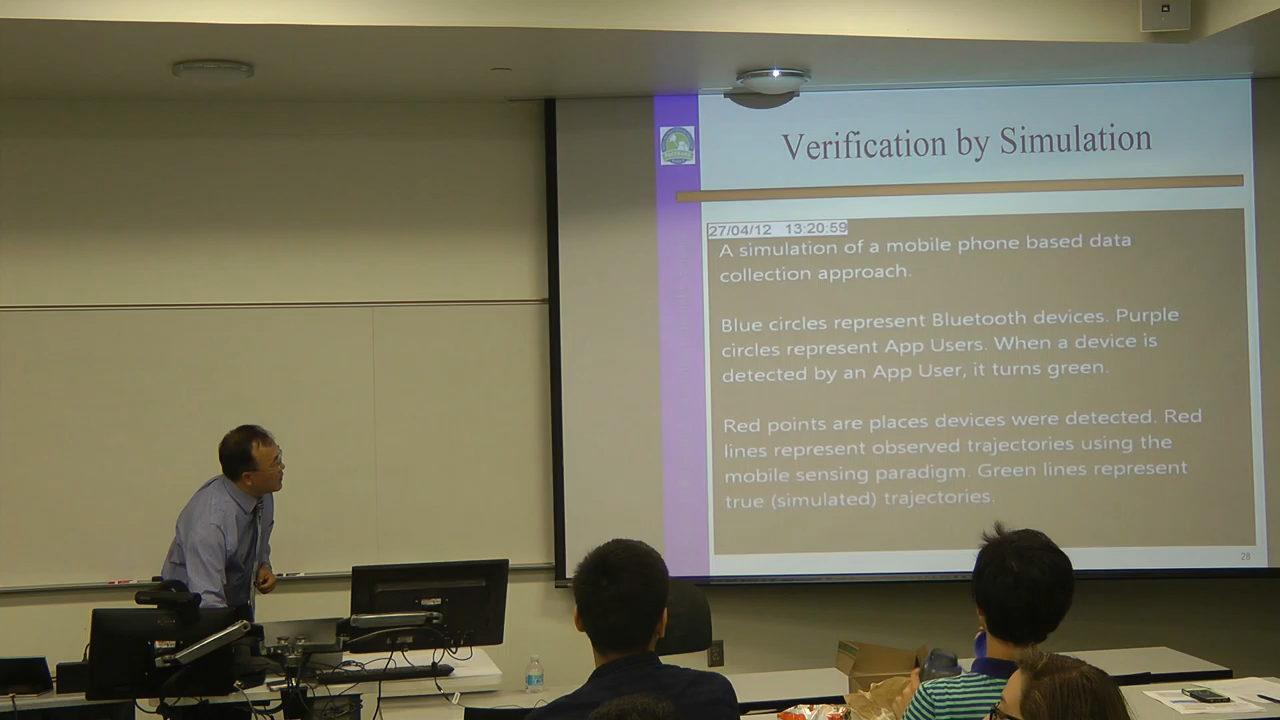 Verification by Simulation
27/04/12 13:20:59
A simulation of a mobile phone based data
collection approach.
Blue circles represent Bluetooth devices. Purple
circles represent App Users. When a device is
detected by an App User, it turns green.
Red points are places devices were detected. Red
lines represent observed trajectories using the
mobile sensing paradigm. Green lines represent
true (simulated) trajectories.
28